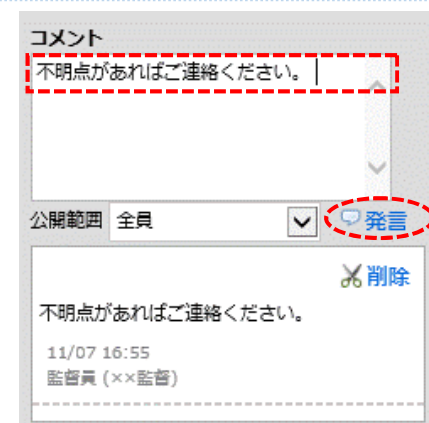 コメント
不明点があればご連絡ください。
公開範囲 全員 発言
削除
不明点があればご連絡ください。
11/07 16:55
監督員 (××監督)